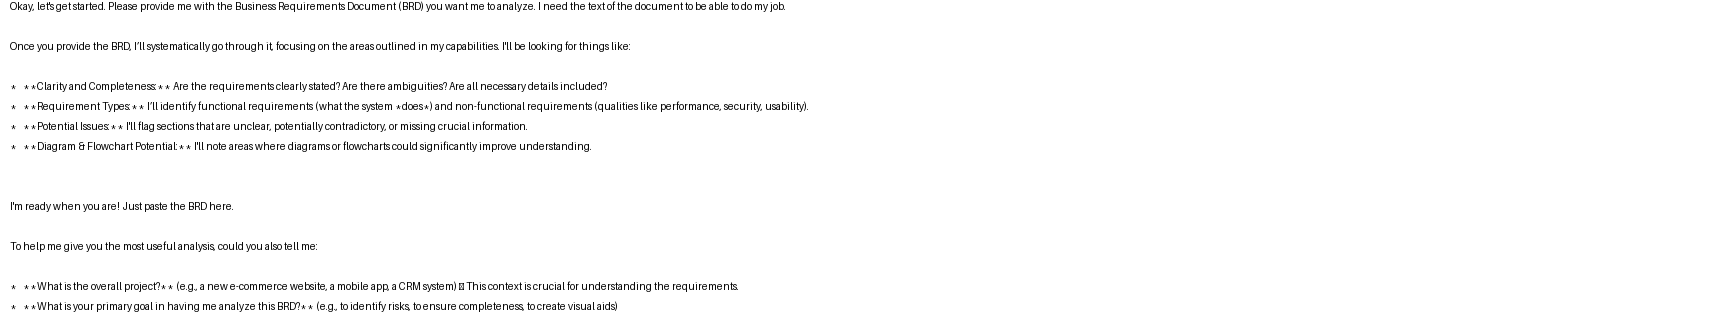 Okay, let's get started. Please provide me with the Business Requirements Document (BRD) you want me to analyze. I need the text of the document to be able to do my job.
Once you provide the BRD, I'll systematically go through it, focusing on the areas outlined in my capabilities. I'll be looking for things like:
* **Clarity and Completeness:** Are the requirements clearly stated? Are there ambiguities? Are all necessary details included?
* **Requirement Types:** I'll identify functional requirements (what the system *does*) and non-functional requirements (qualities like performance, security, usability).
* **Potential Issues:** I'll flag sections that are unclear, potentially contradictory, or missing crucial information.
* **Diagram & Flowchart Potential:** I'll note areas where diagrams or flowcharts could significantly improve understanding.
I'm ready when you are! Just paste the BRD here.
To help me give you the most useful analysis, could you also tell me:
* **What is the overall project?** (e.g., a new e-commerce website, a mobile app, a CRM system) This context is crucial for understanding the requirements.
* **What is your primary goal in having me analyze this BRD?** (e.g., to identify risks, to ensure completeness, to create visual aids)